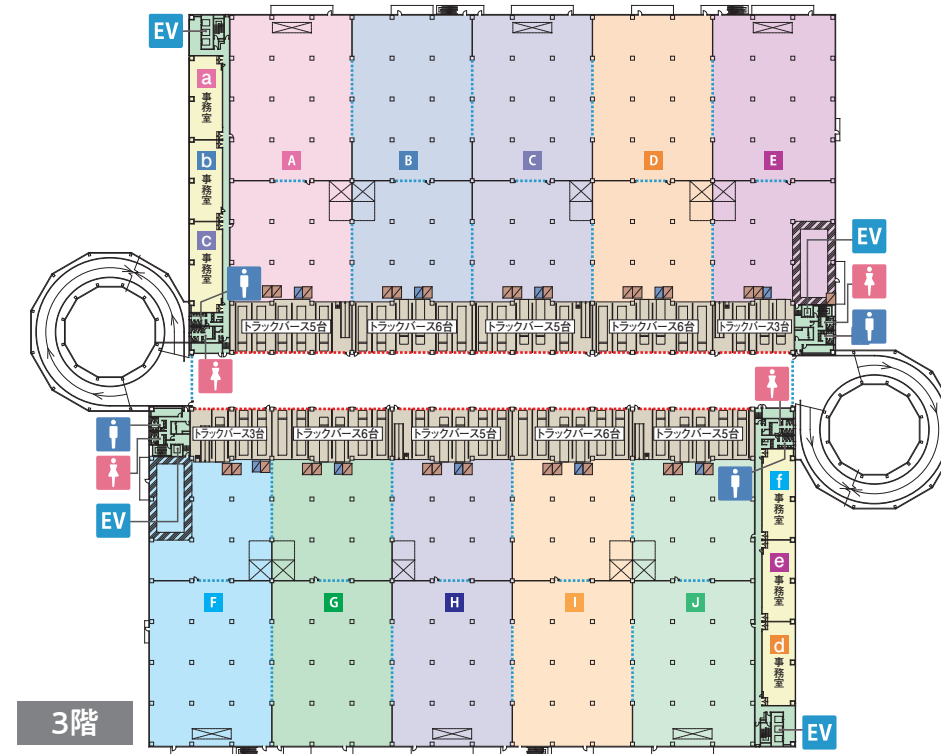 EV
a
事務室
b
事務室
c
事務室
A
B
C
D
E
EV
トラックバース5台
トラックバース6台
トラックバース5台
トラックバース6台
トラックバース3台
トラックバース3台
トラックバース6台
トラックバース5台
トラックバース6台
トラックバース5台
EV
f
事務室
e
事務室
d
事務室
F
G
H
I
J
3階
EV